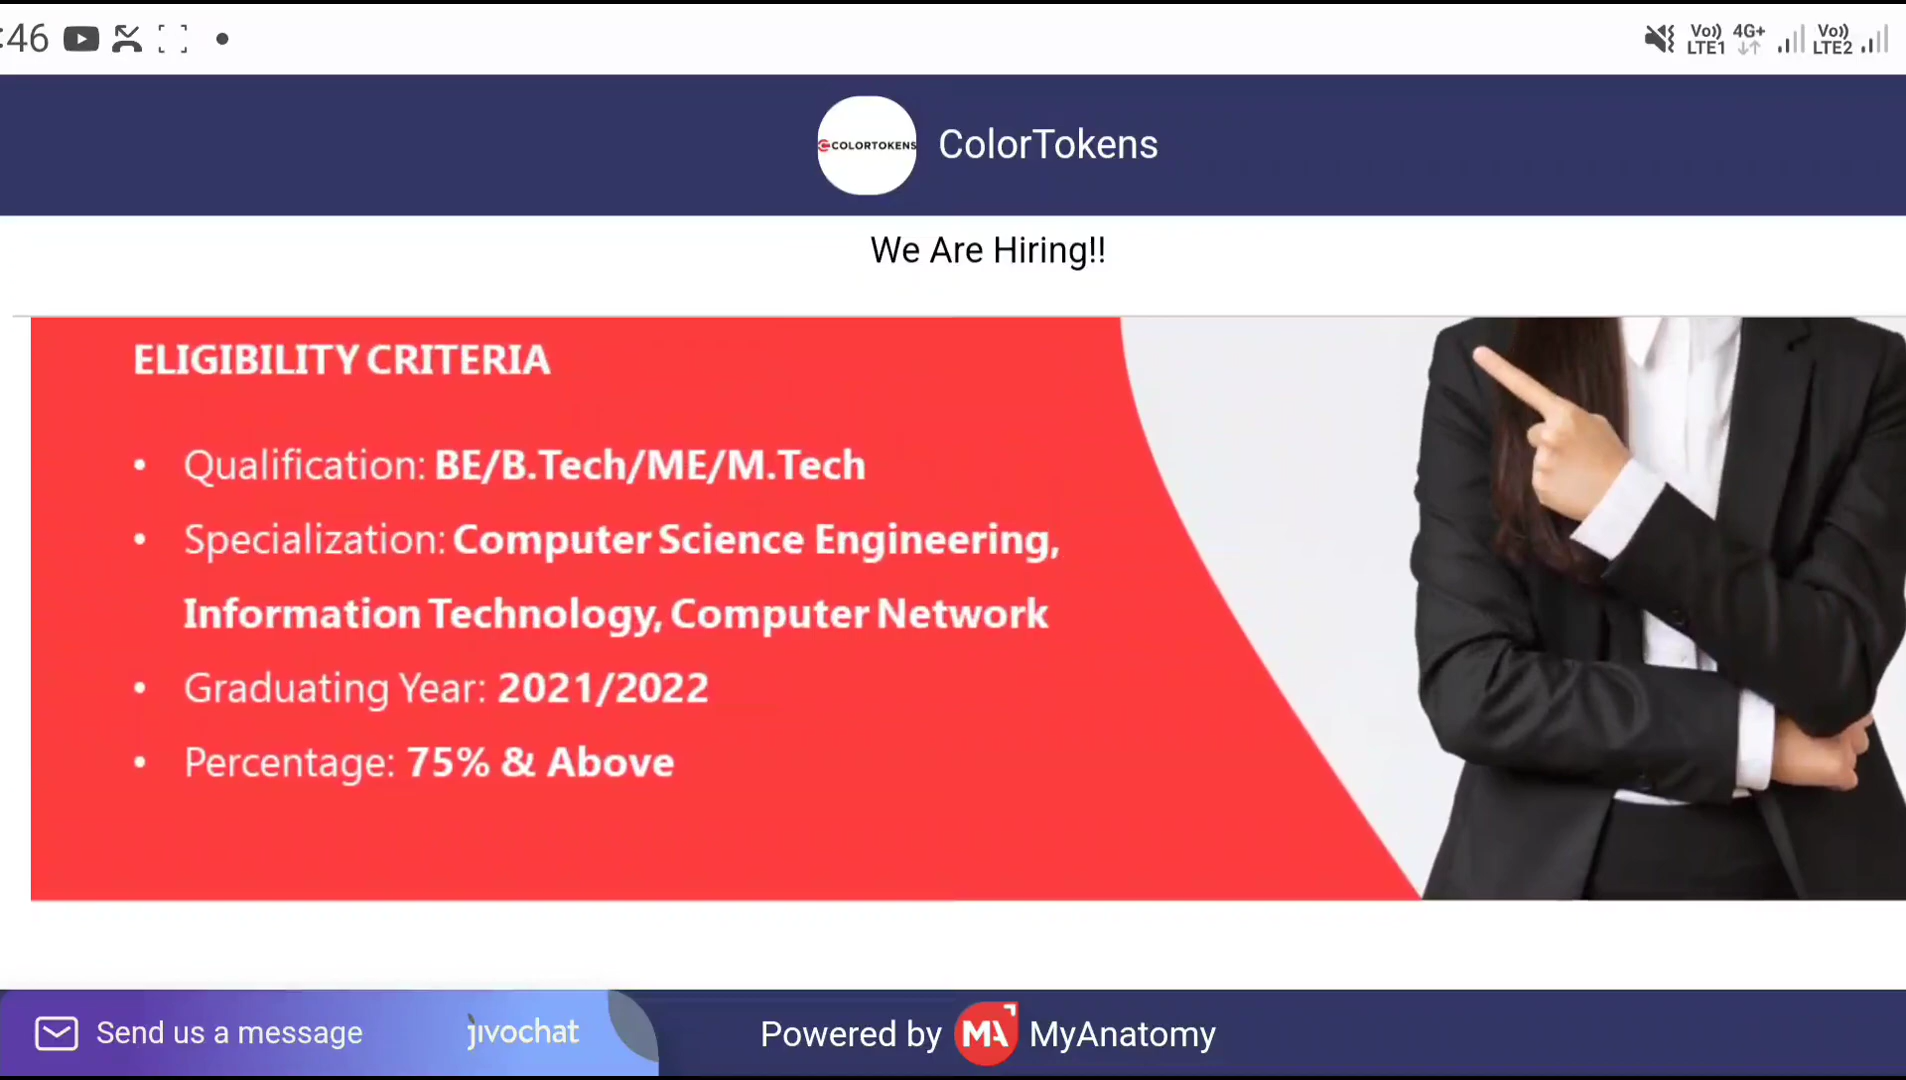 :46
Vo)) 4G+ Vo))
LTE1 LTE2
COLORTOKENS
ColorTokens
We Are Hiring!!
ELIGIBILITY CRITERIA
• Qualification: BE/B.Tech/ME/M.Tech
• Specialization: Computer Science Engineering,
Information Technology, Computer Network
• Graduating Year: 2021/2022
• Percentage: 75% & Above
Send us a message
jivochat
Powered by MA MyAnatomy